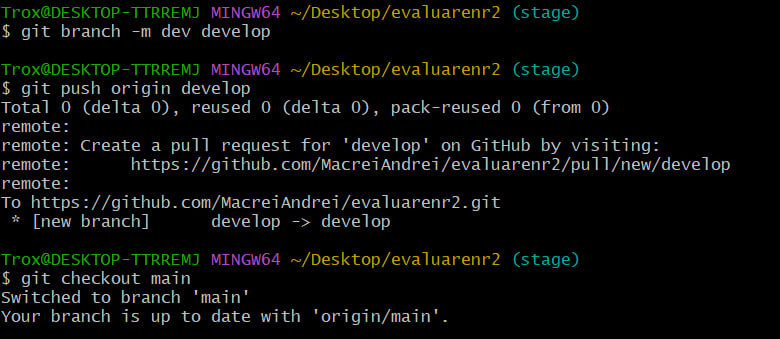 Trox@DESKTOP-TTRREMJ MINGW64 ~/Desktop/evaluarenr2 (stage)
$ git branch -m dev develop
Trox@DESKTOP-TTRREMJ MINGW64 ~/Desktop/evaluarenr2 (stage)
$ git push origin develop
Total 0 (delta 0), reused 0 (delta 0), pack-reused 0 (from 0)
remote:
remote: Create a pull request for 'develop' on GitHub by visiting:
remote:      https://github.com/MacreiAndrei/evaluarenr2/pull/new/develop
remote:
To https://github.com/MacreiAndrei/evaluarenr2.git
 * [new branch]      develop -> develop
Trox@DESKTOP-TTRREMJ MINGW64 ~/Desktop/evaluarenr2 (stage)
$ git checkout main
Switched to branch 'main'
Your branch is up to date with 'origin/main'.